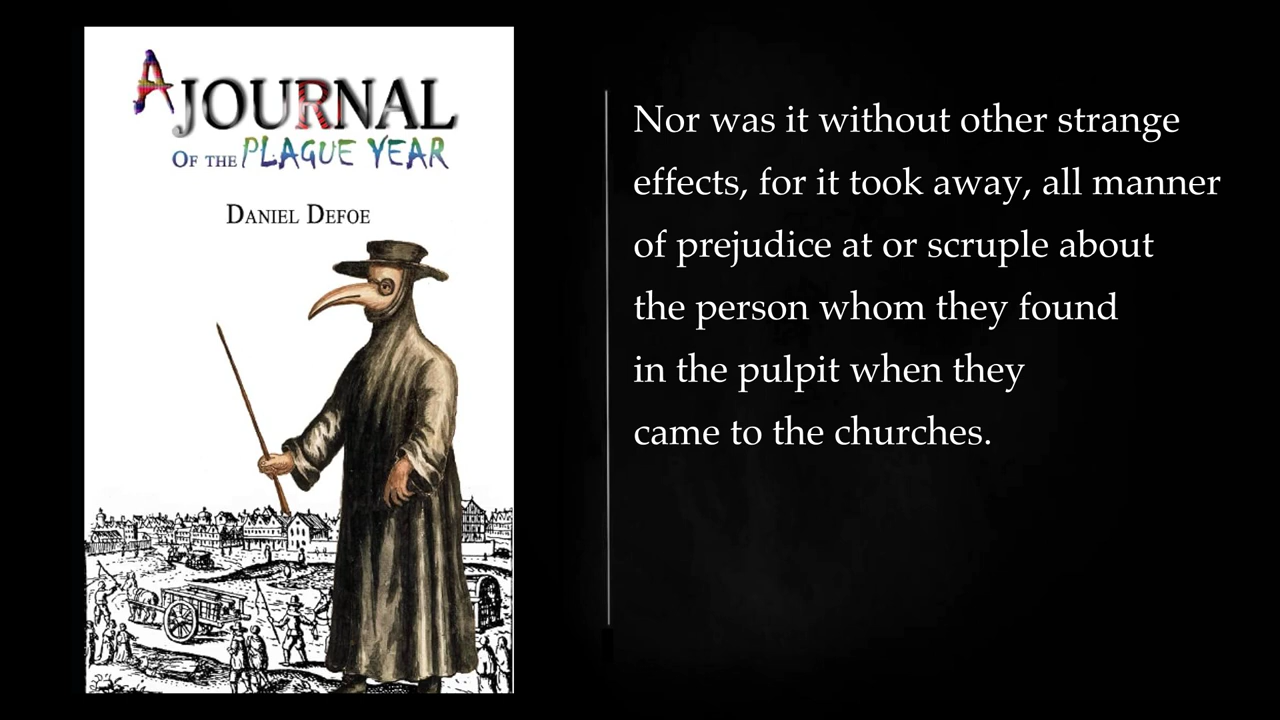 A JOURNAL
OF THE PLAGUE YEAR
DANIEL DEFOE
Nor was it without other strange
effects, for it took away, all manner
of prejudice at or scruple about
the person whom they found
in the pulpit when they
came to the churches.